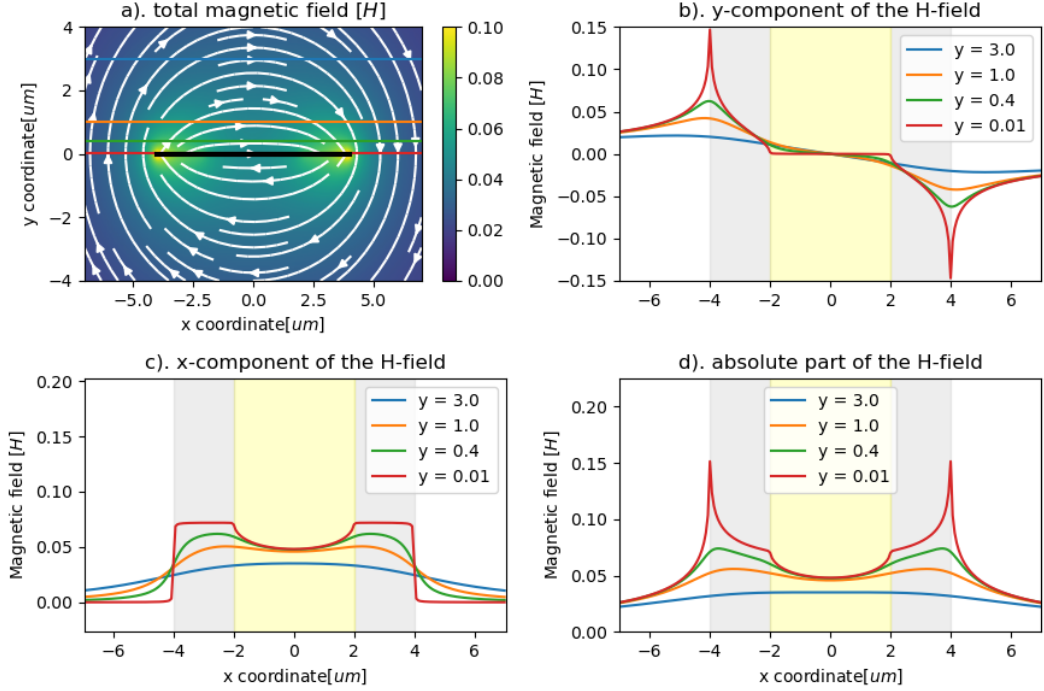 a). total magnetic field [H]
4
2
0
−2
−4
y coordinate[um]
−5.0
−2.5
0.0
2.5
5.0
x coordinate[um]
0.10
0.08
0.06
0.04
0.02
0.00
b). y-component of the H-field
0.15
0.10
0.05
0.00
−0.05
−0.10
−0.15
Magnetic field [H]
y = 3.0
y = 1.0
y = 0.4
y = 0.01
−6
−4
−2
0
2
4
6
c). x-component of the H-field
0.20
0.15
0.10
0.05
0.00
Magnetic field [H]
y = 3.0
y = 1.0
y = 0.4
y = 0.01
−6
−4
−2
0
2
4
6
x coordinate[um]
d). absolute part of the H-field
0.20
0.15
0.10
0.05
0.00
Magnetic field [H]
y = 3.0
y = 1.0
y = 0.4
y = 0.01
−6
−4
−2
0
2
4
6
x coordinate[um]